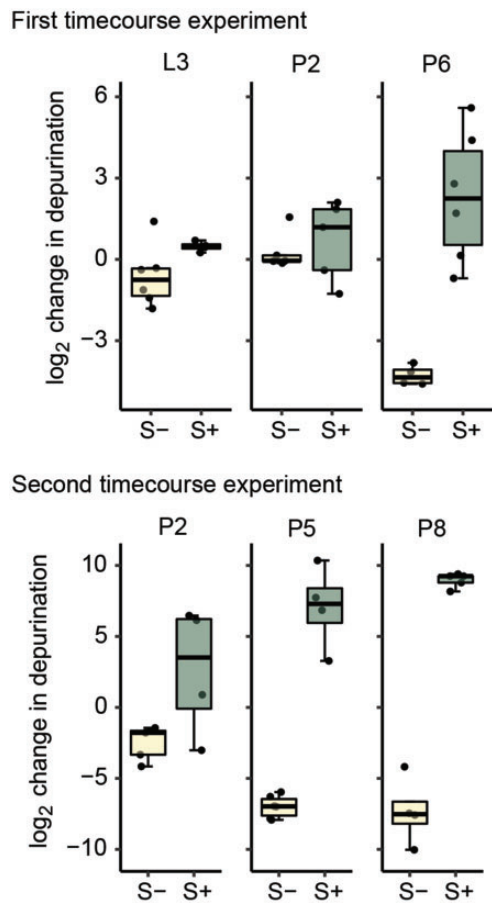 First timecourse experiment
L3 P2 P6
log2 change in depurination
6
3
0
−3
S− S+ S− S+ S− S+
Second timecourse experiment
P2 P5 P8
log2 change in depurination
10
5
0
−5
−10
S− S+ S− S+ S− S+